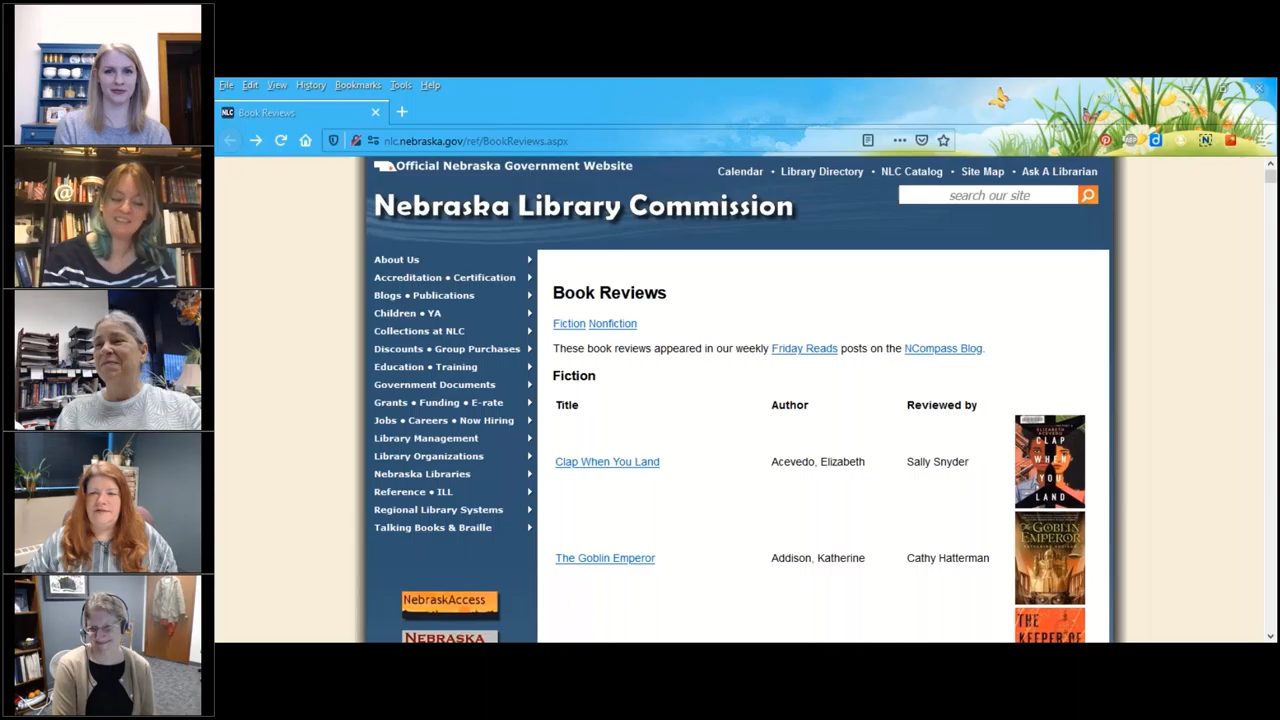 File Edit View History Bookmarks Tools Help
NLC Book Reviews
nlc.nebraska.gov/ref/BookReviews.aspx
Official Nebraska Government Website
Calendar • Library Directory • NLC Catalog • Site Map • Ask A Librarian
Nebraska Library Commission
search our site
About Us
Accreditation • Certification
Blogs • Publications
Children • YA
Collections at NLC
Discounts • Group Purchases
Education • Training
Government Documents
Grants • Funding • E-rate
Jobs • Careers • Now Hiring
Library Management
Library Organizations
Nebraska Libraries
Reference • ILL
Regional Library Systems
Talking Books & Braille
NebraskAccess
NEBRASKA
Book Reviews
Fiction Nonfiction
These book reviews appeared in our weekly Friday Reads posts on the NCompass Blog.
Fiction
Title Author Reviewed by
Clap When You Land Acevedo, Elizabeth Sally Snyder
ELIZABETH
ACEVEDO
CLAP
WHEN
YOU
LAND
The Goblin Emperor Addison, Katherine Cathy Hatterman
THE GOBLIN
EMPEROR
THE
KEEPER OF